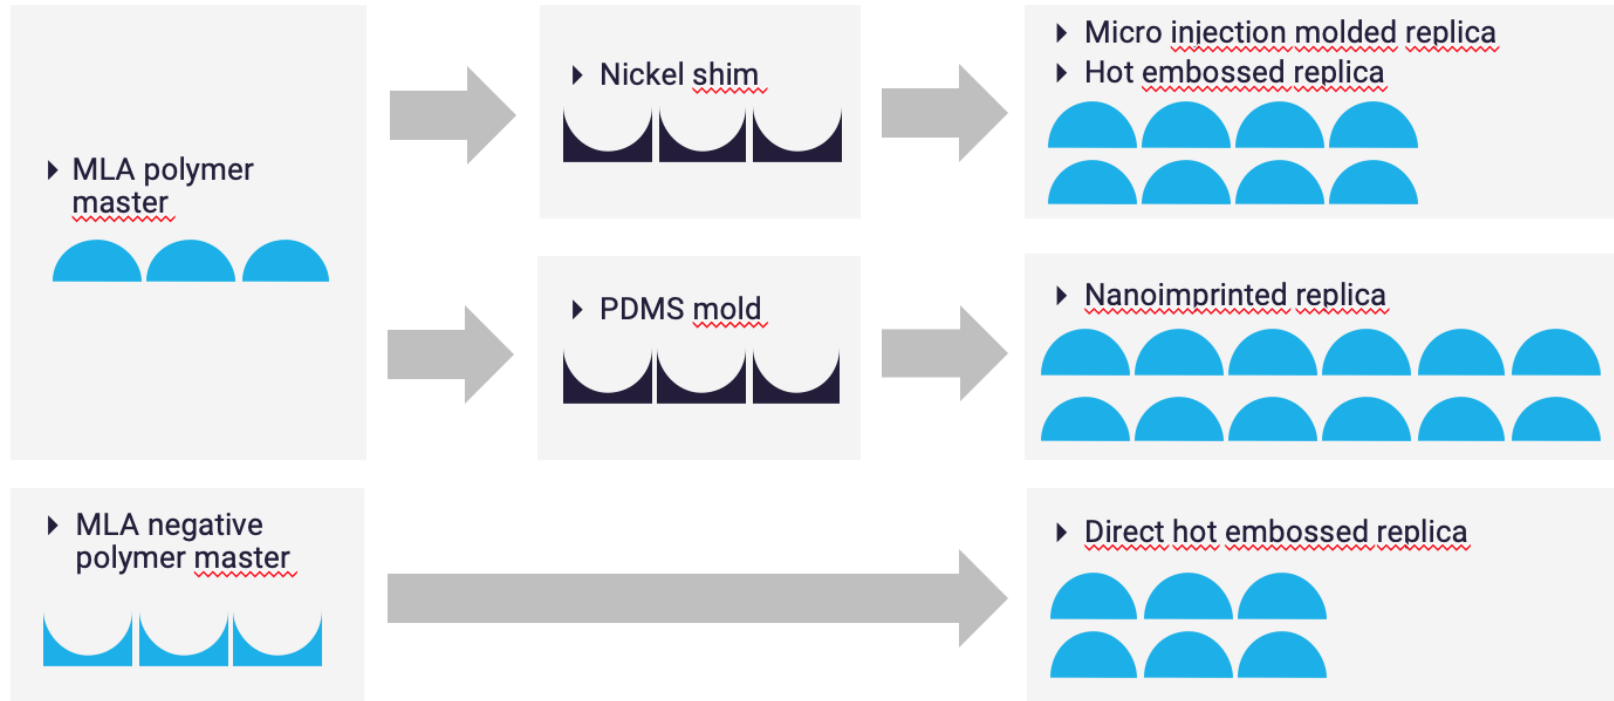 MLA polymer
master
Nickel shim
Micro injection molded replica
Hot embossed replica
PDMS mold
Nanoimprinted replica
MLA negative
polymer master
Direct hot embossed replica